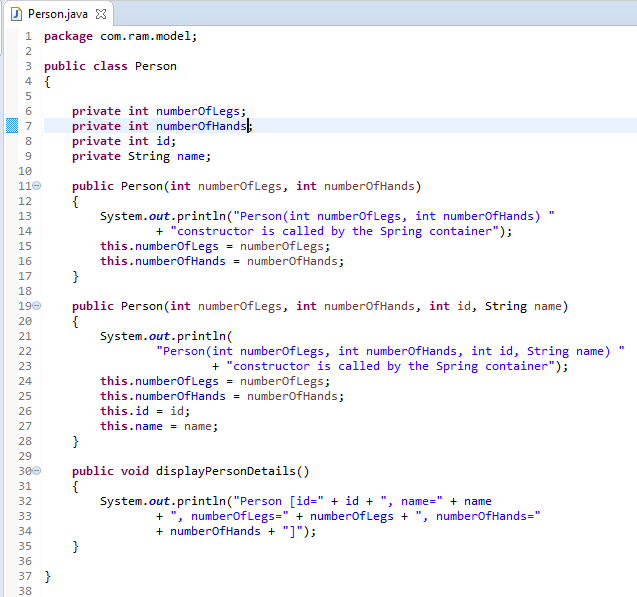 Person.java
1 package com.ram.model;
2
3 public class Person
4 {
5
6     private int numberOfLegs;
7     private int numberOfHands;
8     private int id;
9     private String name;
10
11     public Person(int numberOfLegs, int numberOfHands)
12     {
13         System.out.println("Person(int numberOfLegs, int numberOfHands) "
14                 + "constructor is called by the Spring container");
15         this.numberOfLegs = numberOfLegs;
16         this.numberOfHands = numberOfHands;
17     }
18
19     public Person(int numberOfLegs, int numberOfHands, int id, String name)
20     {
21         System.out.println(
22                 "Person(int numberOfLegs, int numberOfHands, int id, String name) "
23                         + "constructor is called by the Spring container");
24         this.numberOfLegs = numberOfLegs;
25         this.numberOfHands = numberOfHands;
26         this.id = id;
27         this.name = name;
28     }
29
30     public void displayPersonDetails()
31     {
32         System.out.println("Person [id=" + id + ", name=" + name
33                 + ", numberOfLegs=" + numberOfLegs + ", numberOfHands="
34                 + numberOfHands + "]");
35     }
36
37 }
38